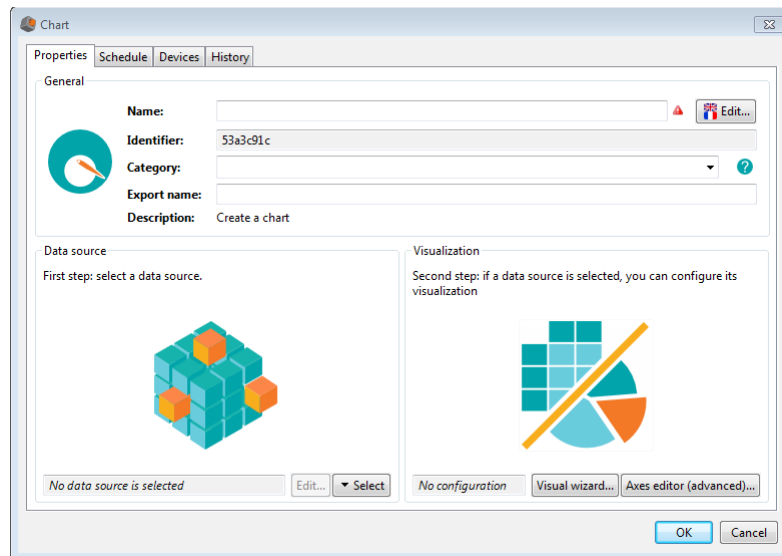 Chart
Properties Schedule Devices History
General
Name: Edit...
Identifier: 53a3c91c
Category: ?
Export name:
Description: Create a chart
Data source
First step: select a data source.
No data source is selected Edit... Select
Visualization
Second step: if a data source is selected, you can configure its
visualization
No configuration Visual wizard... Axes editor (advanced)...
OK Cancel